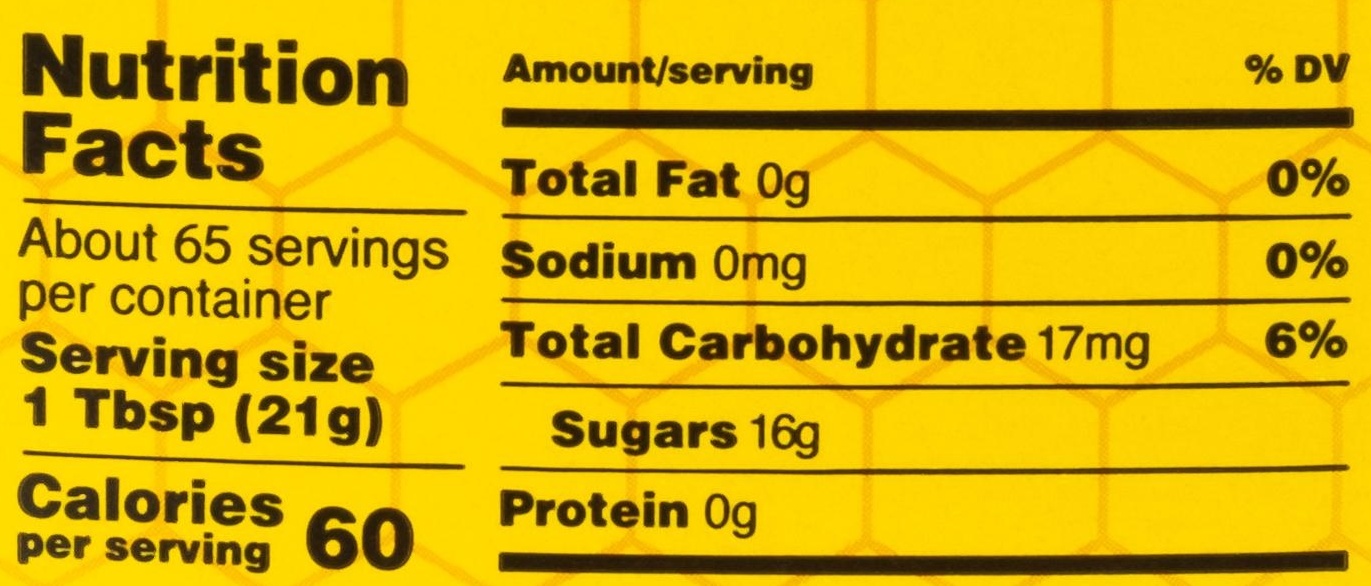 Nutrition
Facts
About 65 servings
per container
Serving size
1 Tbsp (21g)
Calories
per serving 60
Amount/serving % DV
Total Fat 0g 0%
Sodium 0mg 0%
Total Carbohydrate 17mg 6%
Sugars 16g
Protein 0g